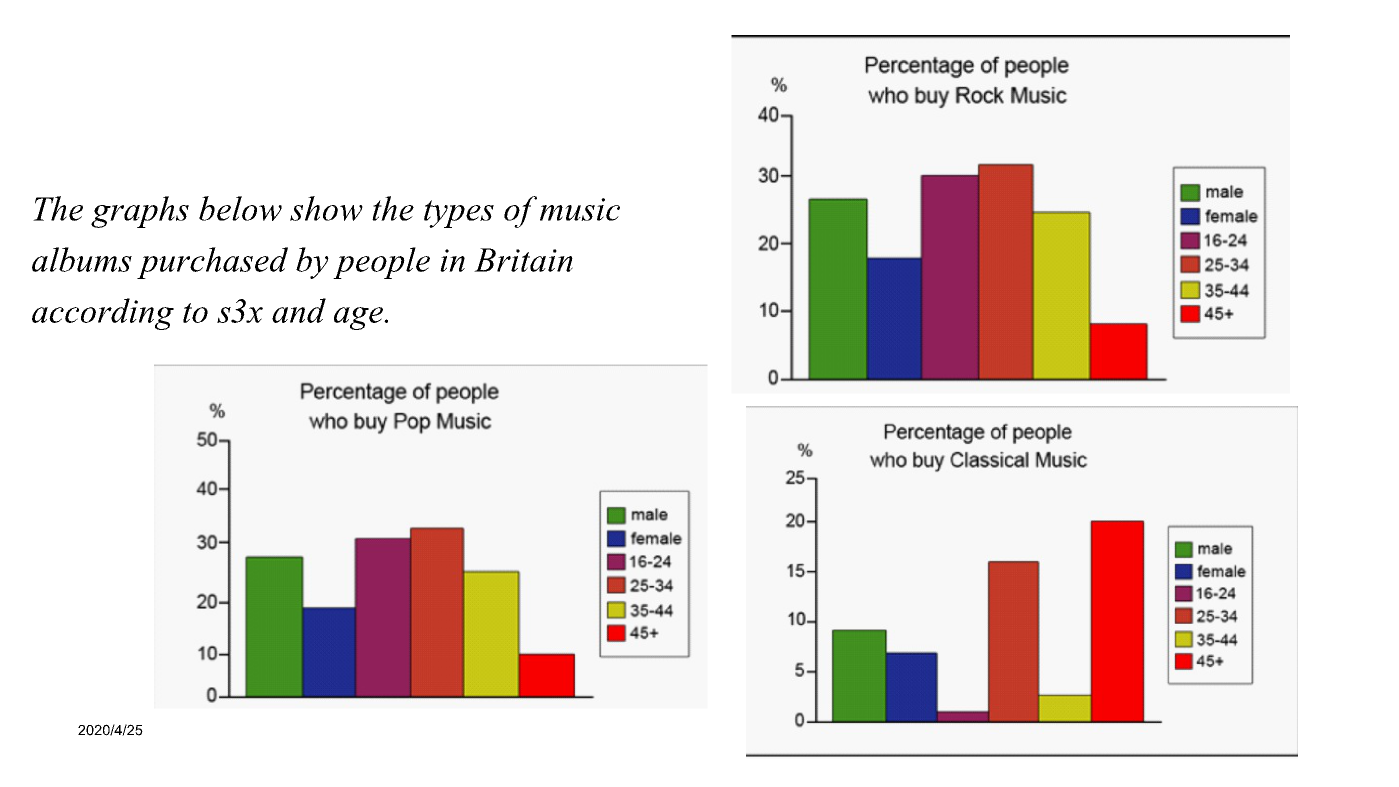 The graphs below show the types of music
albums purchased by people in Britain
according to s3x and age.
Percentage of people
who buy Rock Music
%
40
30
20
10
0
male
female
16-24
25-34
35-44
45+
Percentage of people
who buy Pop Music
%
50
40
30
20
10
0
male
female
16-24
25-34
35-44
45+
Percentage of people
who buy Classical Music
%
25
20
15
10
5
0
male
female
16-24
25-34
35-44
45+
2020/4/25